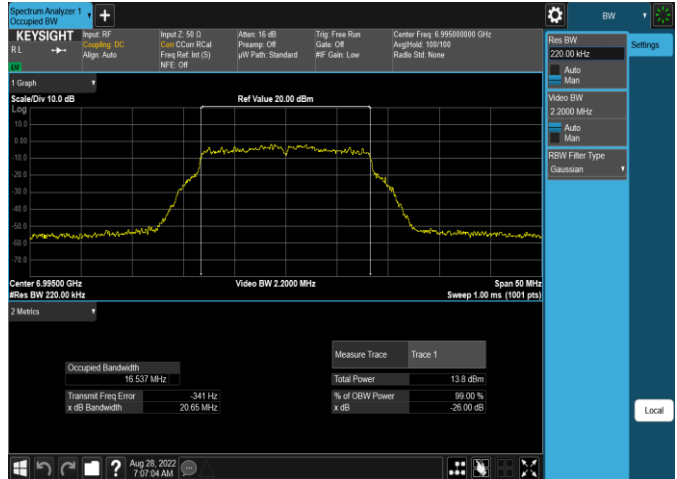 Spectrum Analyzer 1
Occupied BW
BW
KEYSIGHT
R L
Input: RF
Coupling: DC
Align: Auto
Input Z: 50 Ω
Corr CCorr RCal
Freq Ref: Int (S)
NFE: Off
Atten: 16 dB
Preamp: Off
µW Path: Standard
Trig: Free Run
Gate: Off
#IF Gain: Low
Center Freq: 6.995000000 GHz
Avg|Hold: 100/100
Radio Std: None
Res BW
220.00 kHz
Auto
Man
Settings
Video BW
2.2000 MHz
Auto
Man
RBW Filter Type
Gaussian
1 Graph
Scale/Div 10.0 dB
Ref Value 20.00 dBm
Log
10.0
0.00
-10.0
-20.0
-30.0
-40.0
-50.0
-60.0
-70.0
Center 6.99500 GHz
Video BW 2.2000 MHz
Span 50 MHz
#Res BW 220.00 kHz
Sweep 1.00 ms (1001 pts)
2 Metrics
Measure Trace
Trace 1
Occupied Bandwidth
16.537 MHz
Total Power
13.8 dBm
Transmit Freq Error
-341 Hz
% of OBW Power
99.00 %
x dB Bandwidth
20.65 MHz
x dB
-26.00 dB
Local
?
Aug 28, 2022
7:07:04 AM